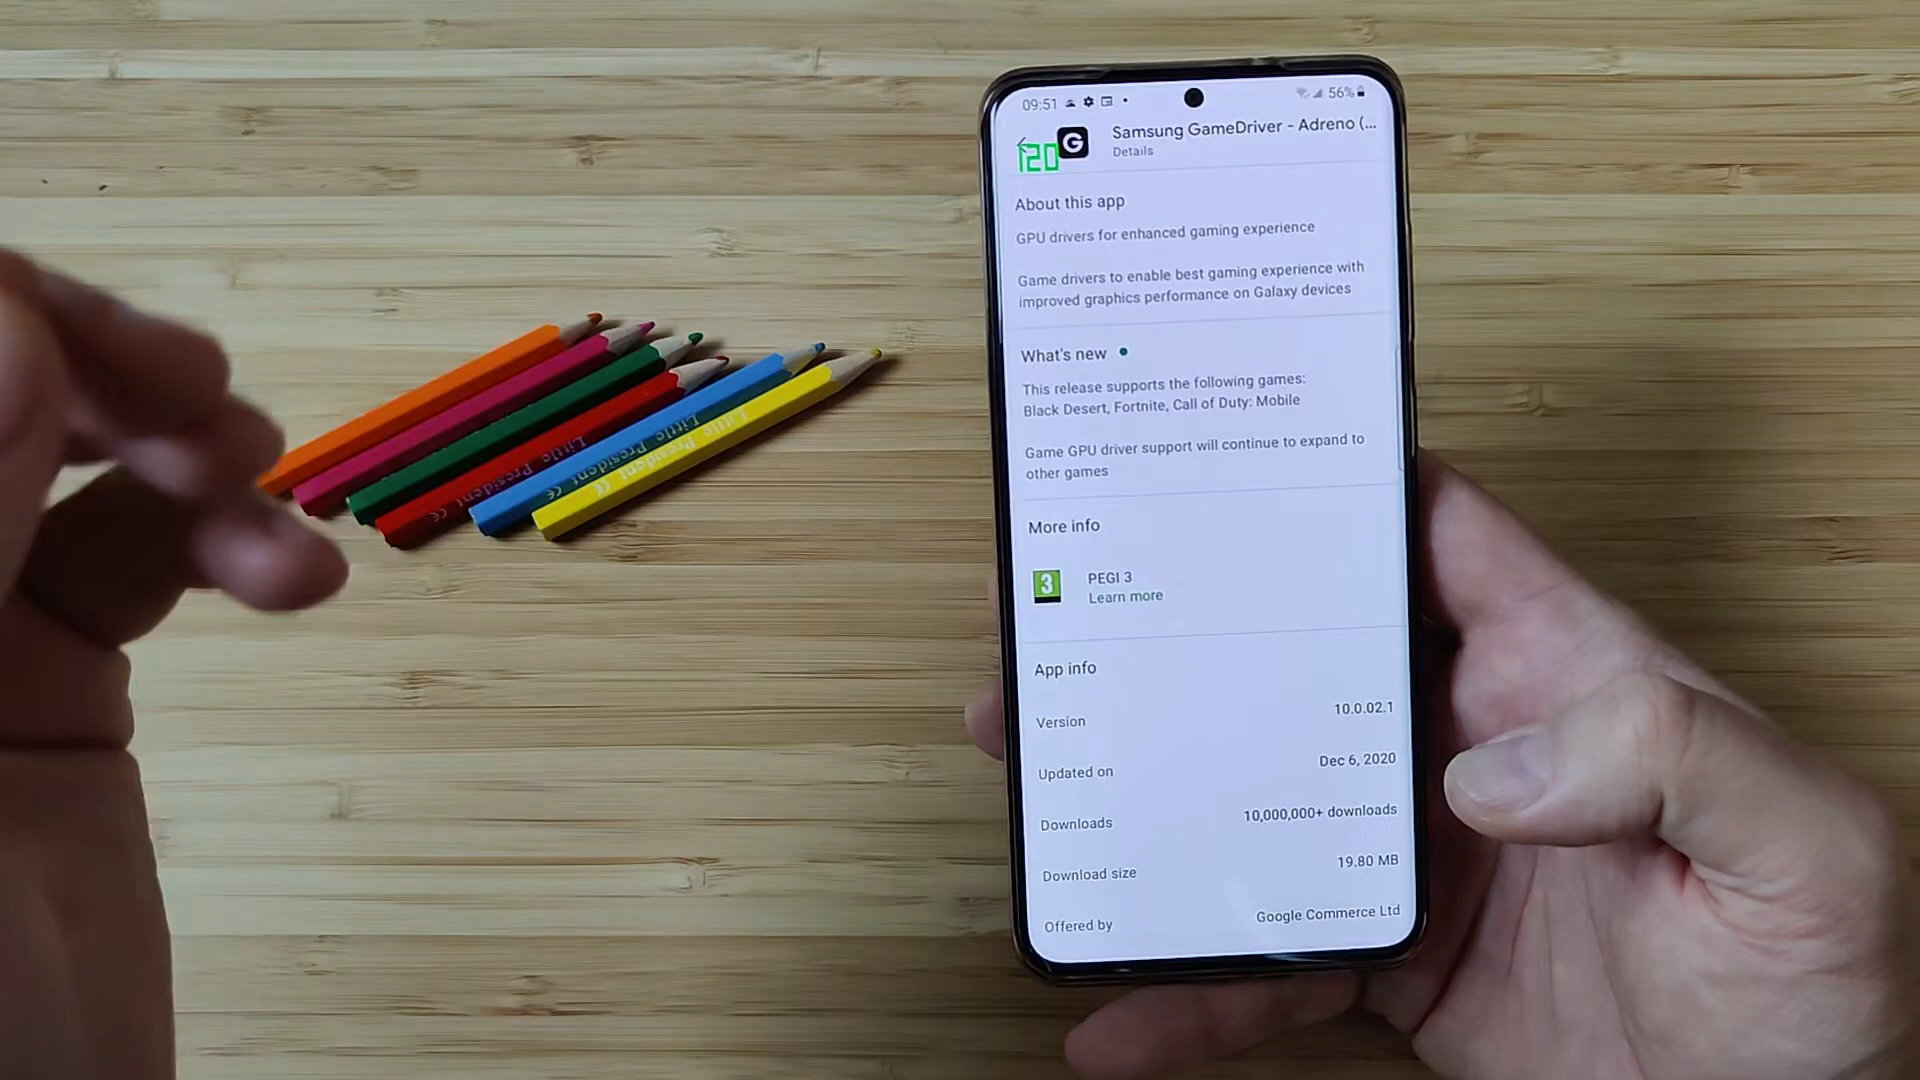 09:51
56%
120
G
Samsung GameDriver - Adreno (...
Details
About this app
GPU drivers for enhanced gaming experience
Game drivers to enable best gaming experience with
improved graphics performance on Galaxy devices
What's new
This release supports the following games:
Black Desert, Fortnite, Call of Duty: Mobile
Game GPU driver support will continue to expand to
other games
More info
3
PEGI 3
Learn more
App info
Version 10.0.02.1
Updated on Dec 6, 2020
Downloads 10,000,000+ downloads
Download size 19.80 MB
Offered by Google Commerce Ltd
Little President CE
Little President CE
Little President CE